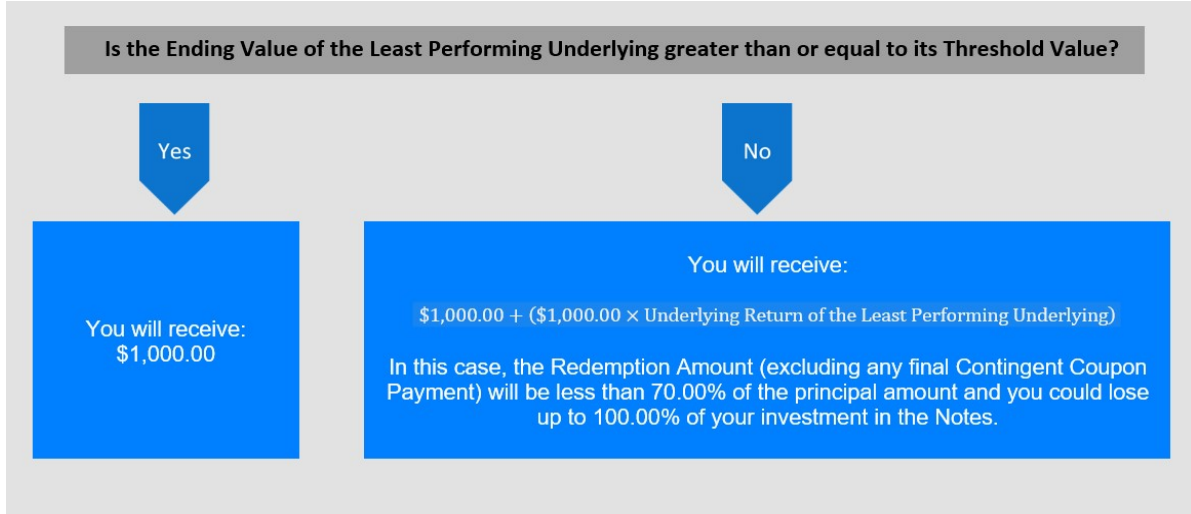 Is the Ending Value of the Least Performing Underlying greater than or equal to its Threshold Value?
Yes
No
You will receive:
$1,000.00
You will receive:
$1,000.00 + ($1,000.00 × Underlying Return of the Least Performing Underlying)
In this case, the Redemption Amount (excluding any final Contingent Coupon
Payment) will be less than 70.00% of the principal amount and you could lose
up to 100.00% of your investment in the Notes.